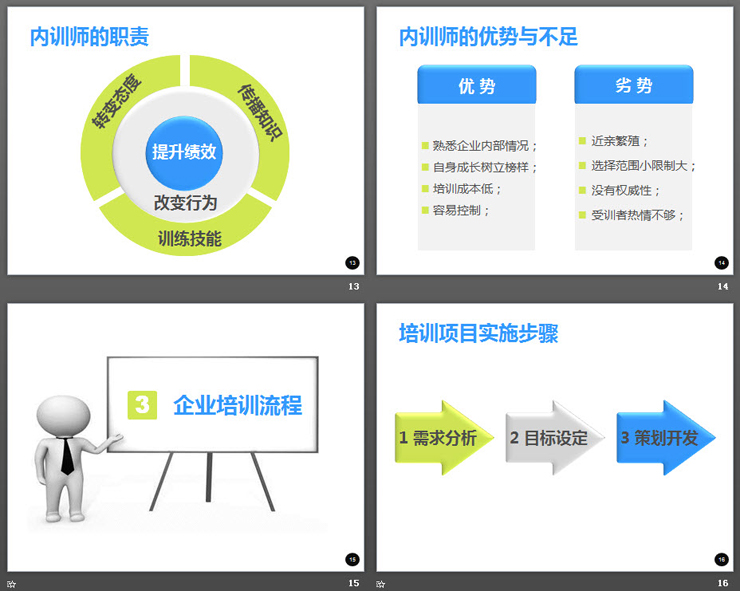 内训师的职责
转变态度
传播知识
提升绩效
改变行为
训练技能
13
13
内训师的优势与不足
优 势
熟悉企业内部情况；
自身成长树立榜样；
培训成本低；
容易控制；
劣 势
近亲繁殖；
选择范围小限制大；
没有权威性；
受训者热情不够；
14
14
3 企业培训流程
15
15
培训项目实施步骤
1 需求分析
2 目标设定
3 策划开发
16
16